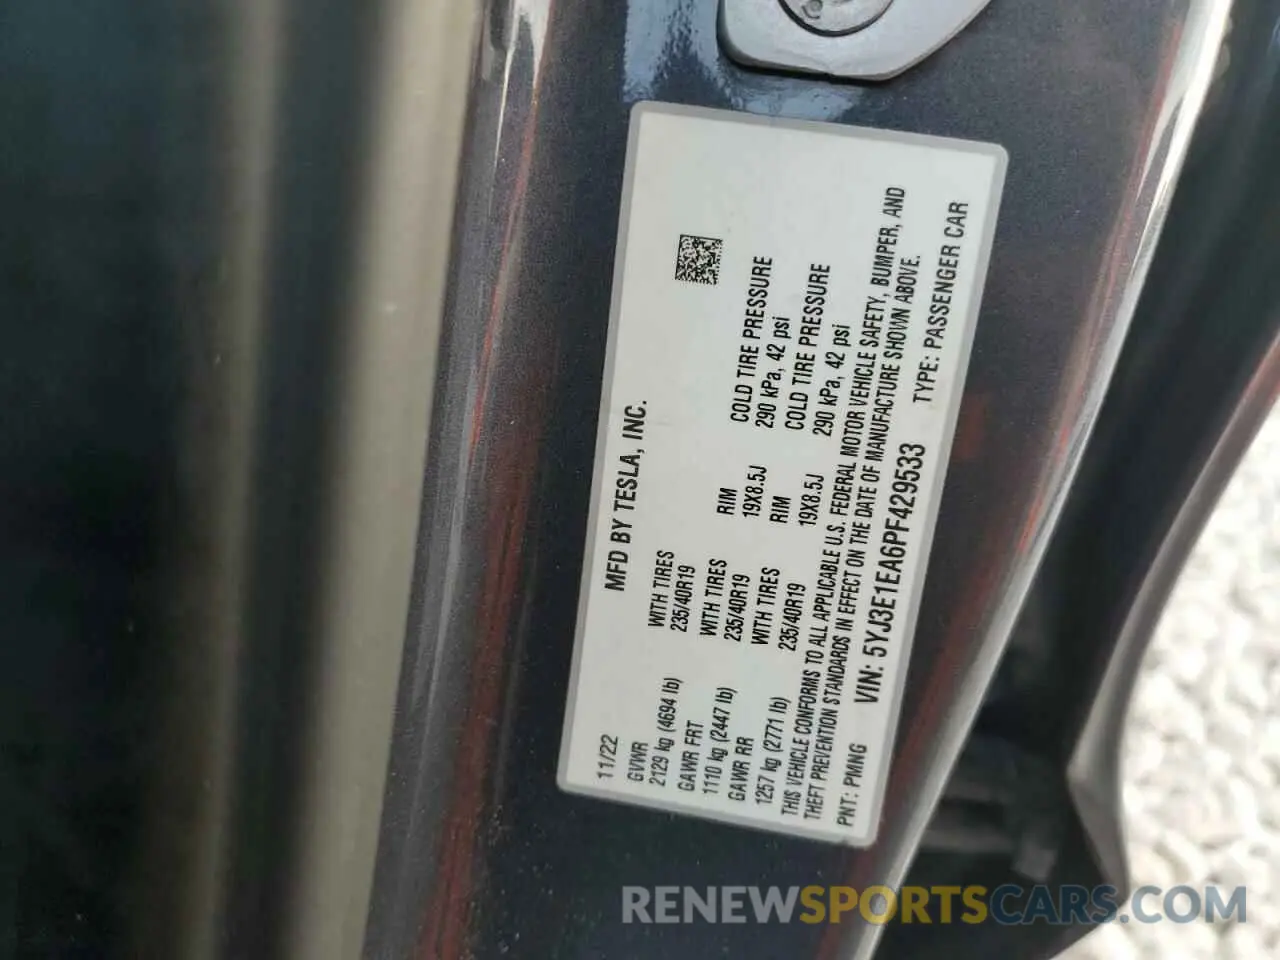 MFD BY TESLA, INC.
11/22
GVWR
2129 kg (4694 lb)
WITH TIRES
235/40R19
GAWR FRT
1110 kg (2447 lb)
WITH TIRES
235/40R19
RIM
19X8.5J
COLD TIRE PRESSURE
290 kPa, 42 psi
GAWR RR
1257 kg (2771 lb)
WITH TIRES
235/40R19
RIM
19X8.5J
COLD TIRE PRESSURE
290 kPa, 42 psi
THIS VEHICLE CONFORMS TO ALL APPLICABLE U.S. FEDERAL MOTOR VEHICLE SAFETY, BUMPER, AND
THEFT PREVENTION STANDARDS IN EFFECT ON THE DATE OF MANUFACTURE SHOWN ABOVE.
PNT: PMNG VIN: 5YJ3E1EA6PF429533 TYPE: PASSENGER CAR
RENEWSPORTSCARS.COM